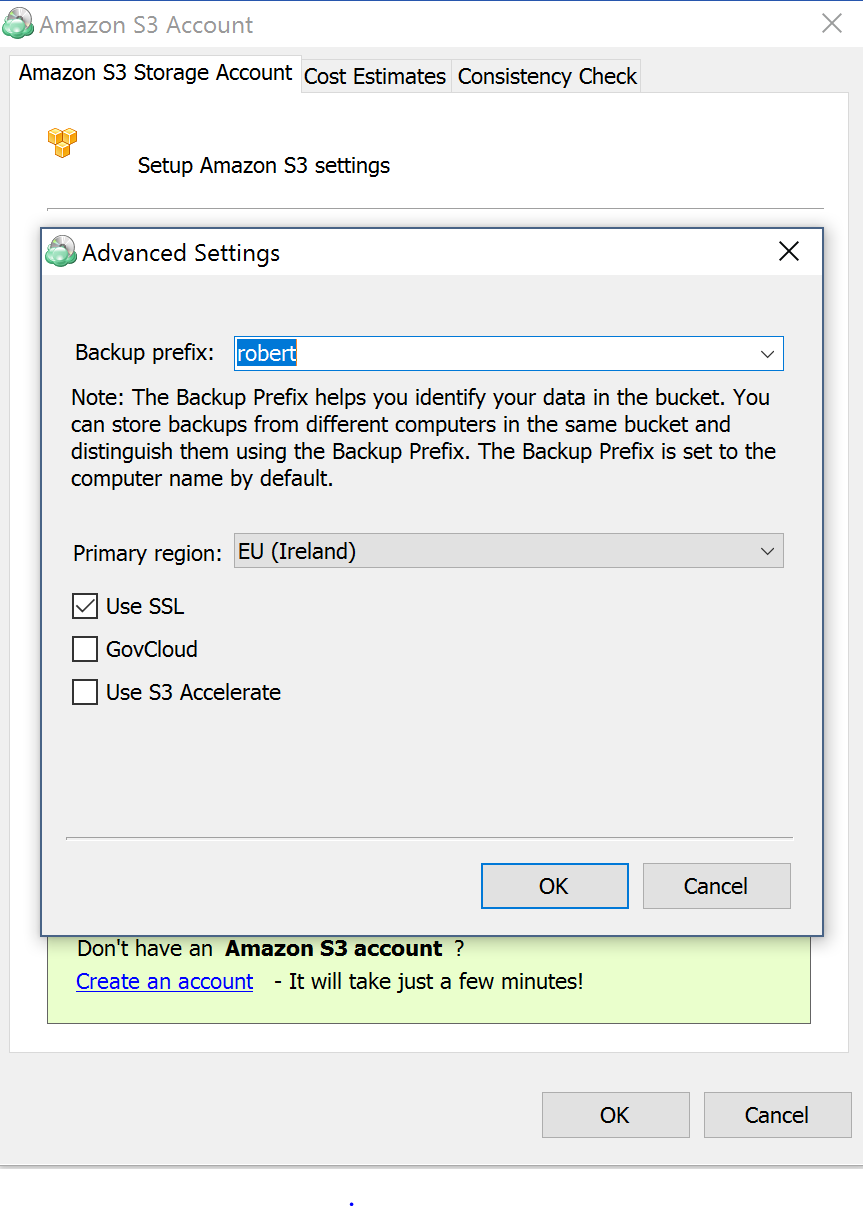 Amazon S3 Account
Amazon S3 Storage Account
Cost Estimates
Consistency Check
Setup Amazon S3 settings
Advanced Settings
Backup prefix:
robert
Note: The Backup Prefix helps you identify your data in the bucket. You
can store backups from different computers in the same bucket and
distinguish them using the Backup Prefix. The Backup Prefix is set to the
computer name by default.
Primary region:
EU (Ireland)
Use SSL
GovCloud
Use S3 Accelerate
OK
Cancel
Don't have an Amazon S3 account ?
Create an account - It will take just a few minutes!
OK
Cancel